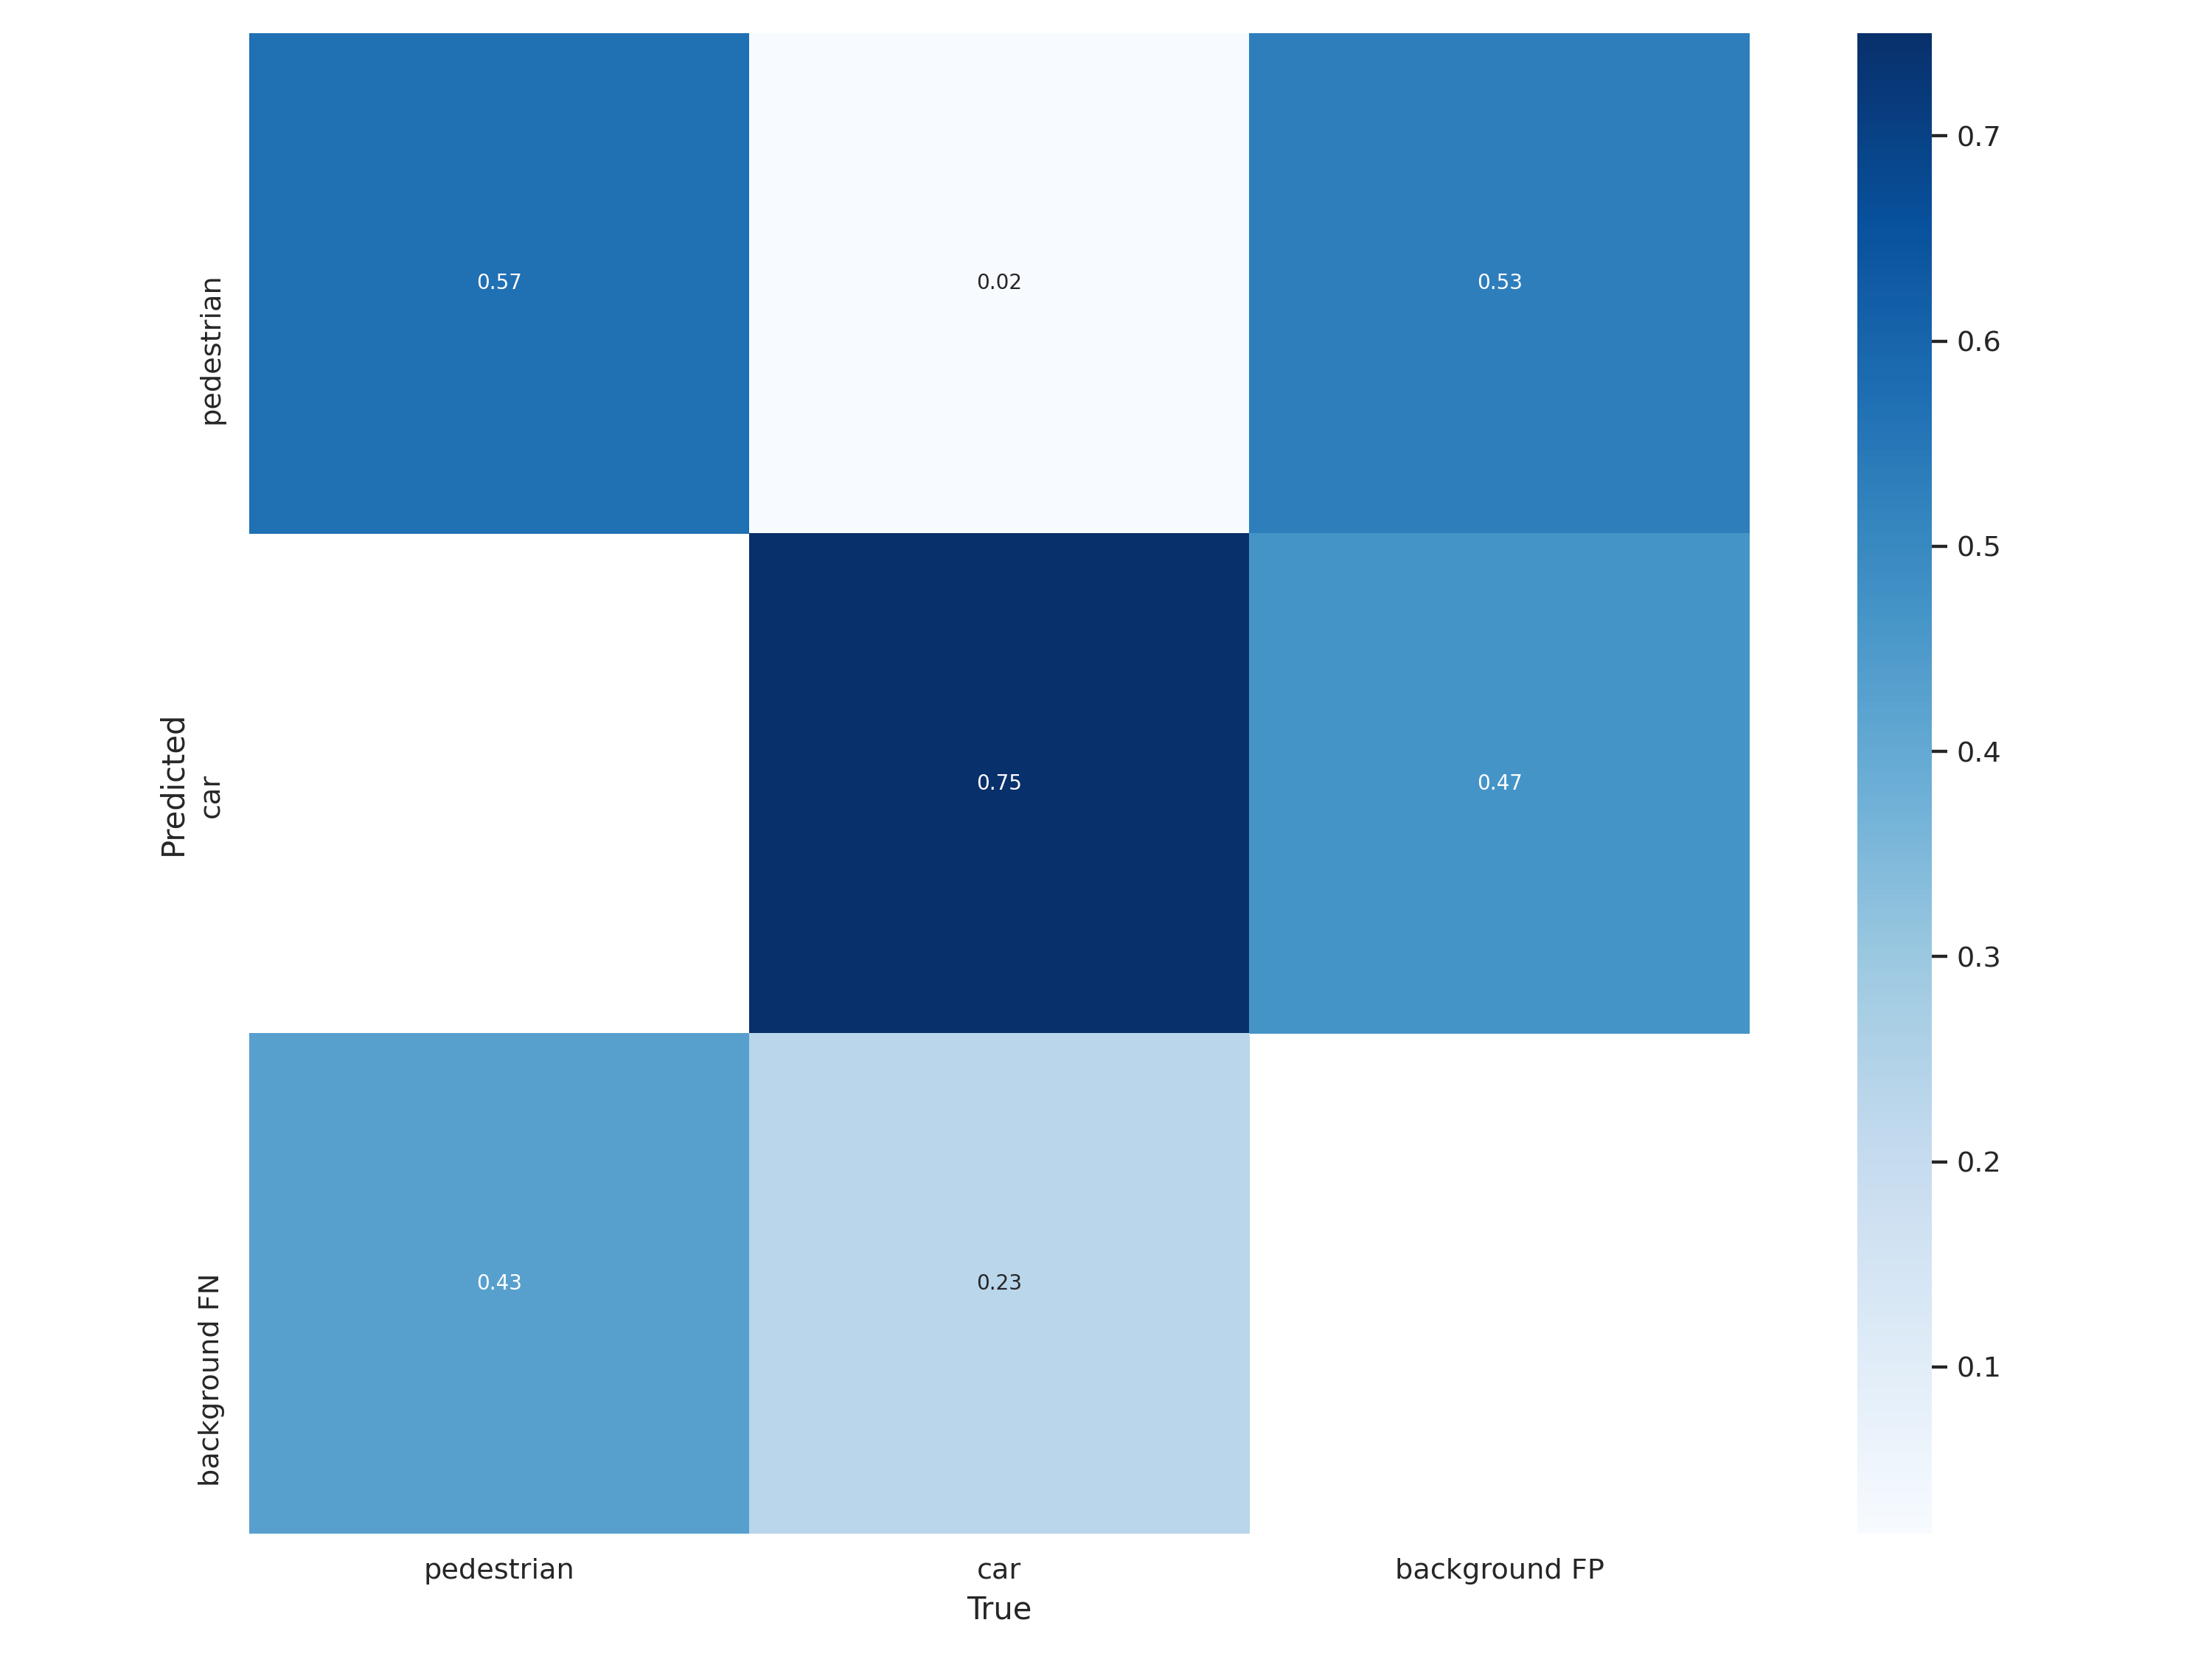 pedestrian
0.57
0.02
0.53
Predicted
car
0.75
0.47
background FN
0.43
0.23
pedestrian
car
background FP
True
0.7
0.6
0.5
0.4
0.3
0.2
0.1